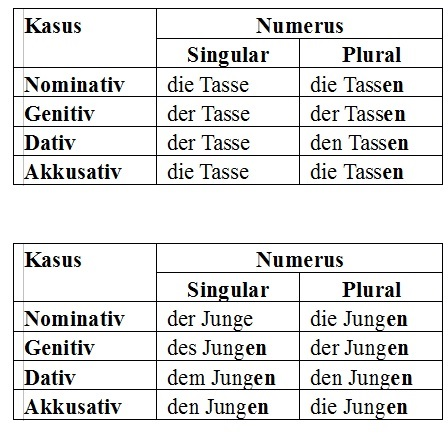 Kasus Numerus
Singular Plural
Nominativ die Tasse die Tassen
Genitiv der Tasse der Tassen
Dativ der Tasse den Tassen
Akkusativ die Tasse die Tassen
Kasus Numerus
Singular Plural
Nominativ der Junge die Jungen
Genitiv des Jungen der Jungen
Dativ dem Jungen den Jungen
Akkusativ den Jungen die Jungen